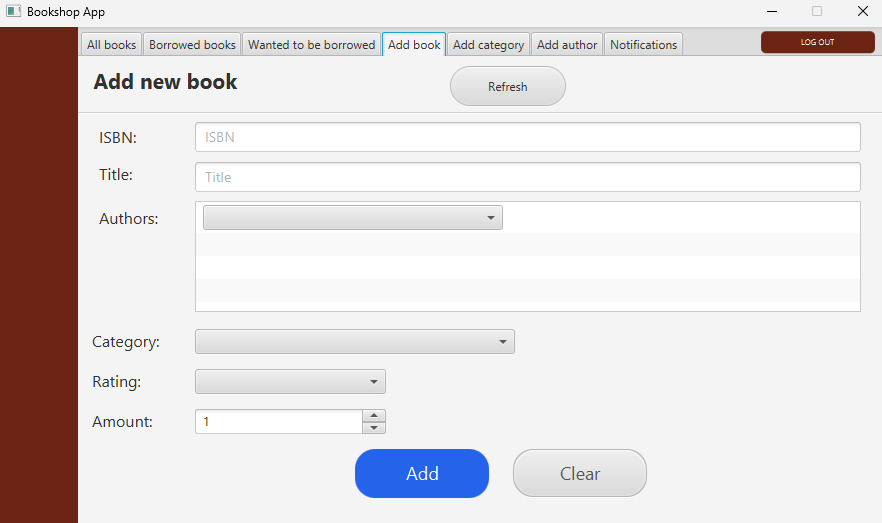 Bookshop App
All books Borrowed books Wanted to be borrowed Add book Add category Add author Notifications LOG OUT
Add new book Refresh
ISBN: ISBN
Title: Title
Authors:
Category:
Rating:
Amount: 1
Add Clear